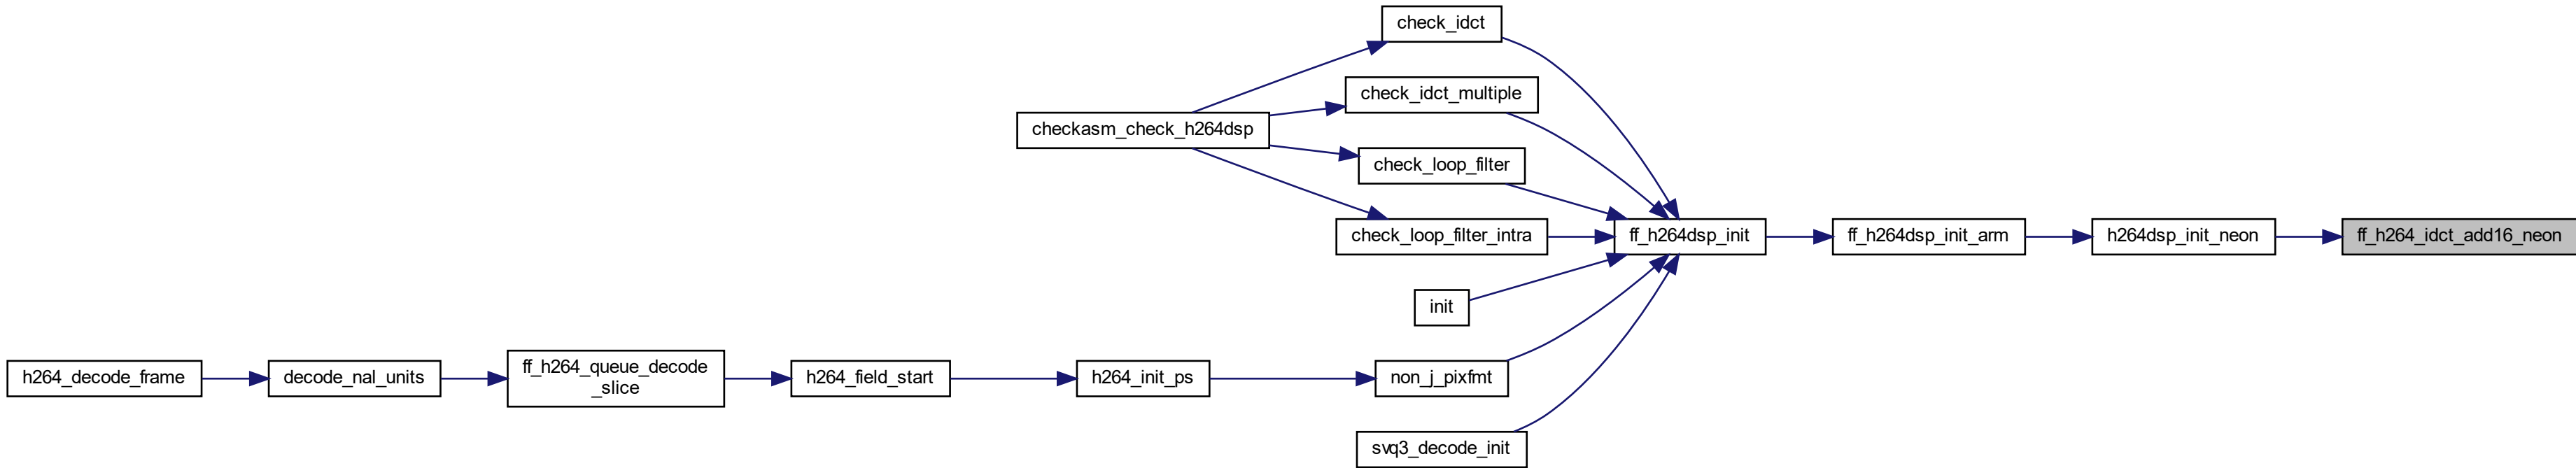 check_idct
check_idct_multiple
checkasm_check_h264dsp
check_loop_filter
check_loop_filter_intra
ff_h264dsp_init
ff_h264dsp_init_arm
h264dsp_init_neon
ff_h264_idct_add16_neon
init
h264_decode_frame
decode_nal_units
ff_h264_queue_decode
_slice
h264_field_start
h264_init_ps
non_j_pixfmt
svq3_decode_init